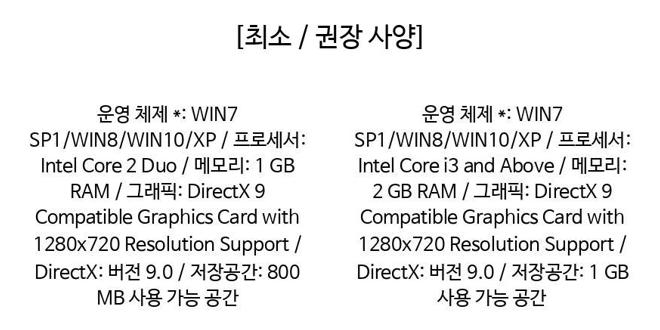 [최소 / 권장 사양]
운영 체제 *: WIN7
SP1/WIN8/WIN10/XP / 프로세서:
Intel Core 2 Duo / 메모리: 1 GB
RAM / 그래픽: DirectX 9
Compatible Graphics Card with
1280x720 Resolution Support /
DirectX: 버전 9.0 / 저장공간: 800
MB 사용 가능 공간
운영 체제 *: WIN7
SP1/WIN8/WIN10/XP / 프로세서:
Intel Core i3 and Above / 메모리:
2 GB RAM / 그래픽: DirectX 9
Compatible Graphics Card with
1280x720 Resolution Support /
DirectX: 버전 9.0 / 저장공간: 1 GB
사용 가능 공간